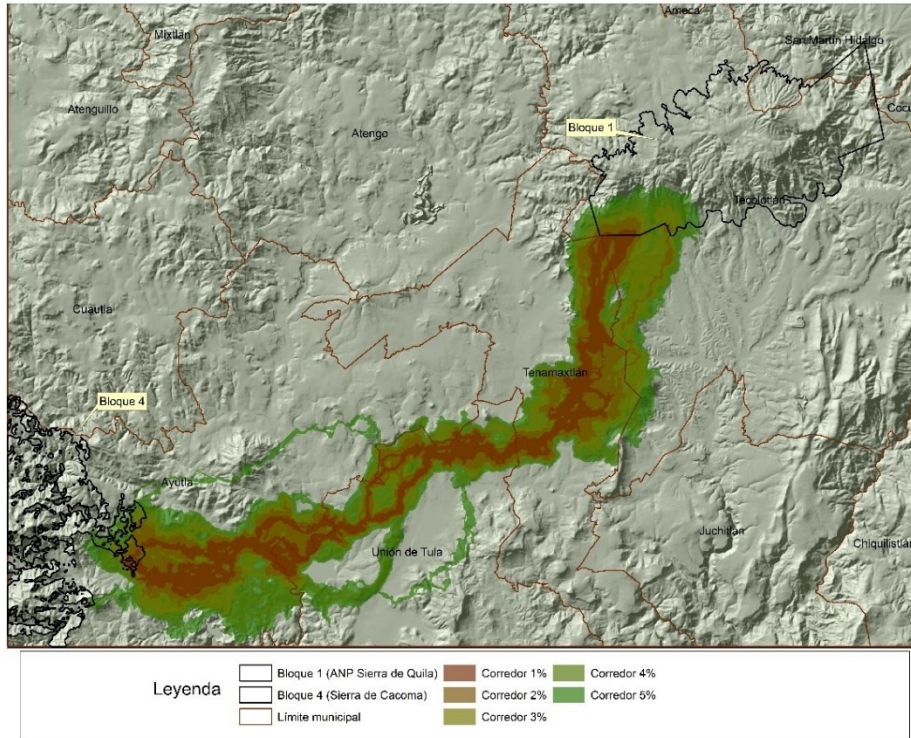 Ameca
Mixtlán
San Martín Hidalgo
Atenguillo
Cocu
Atengo
Bloque 1
Tecolotlán
Cuautla
Tenamaxtlán
Bloque 4
Ayutla
Juchitlán
Unión de Tula
Chiquilistlán
Leyenda
Bloque 1 (ANP Sierra de Quila)
Bloque 4 (Sierra de Cacoma)
Límite municipal
Corredor 1%
Corredor 2%
Corredor 3%
Corredor 4%
Corredor 5%